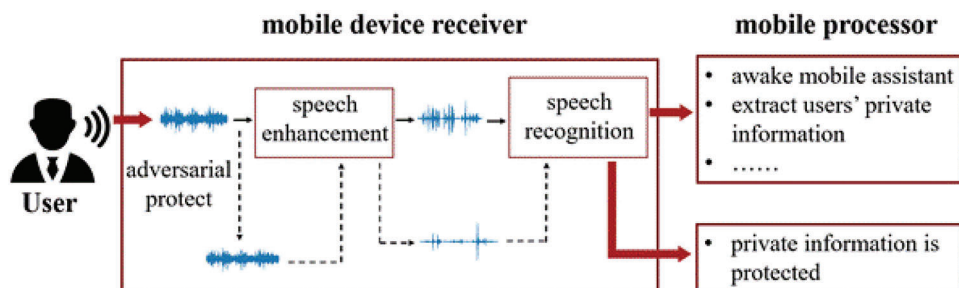 mobile device receiver
mobile processor
User
adversarial
protect
speech
enhancement
speech
recognition
• awake mobile assistant
• extract users' private
information
• ......
• private information is
protected